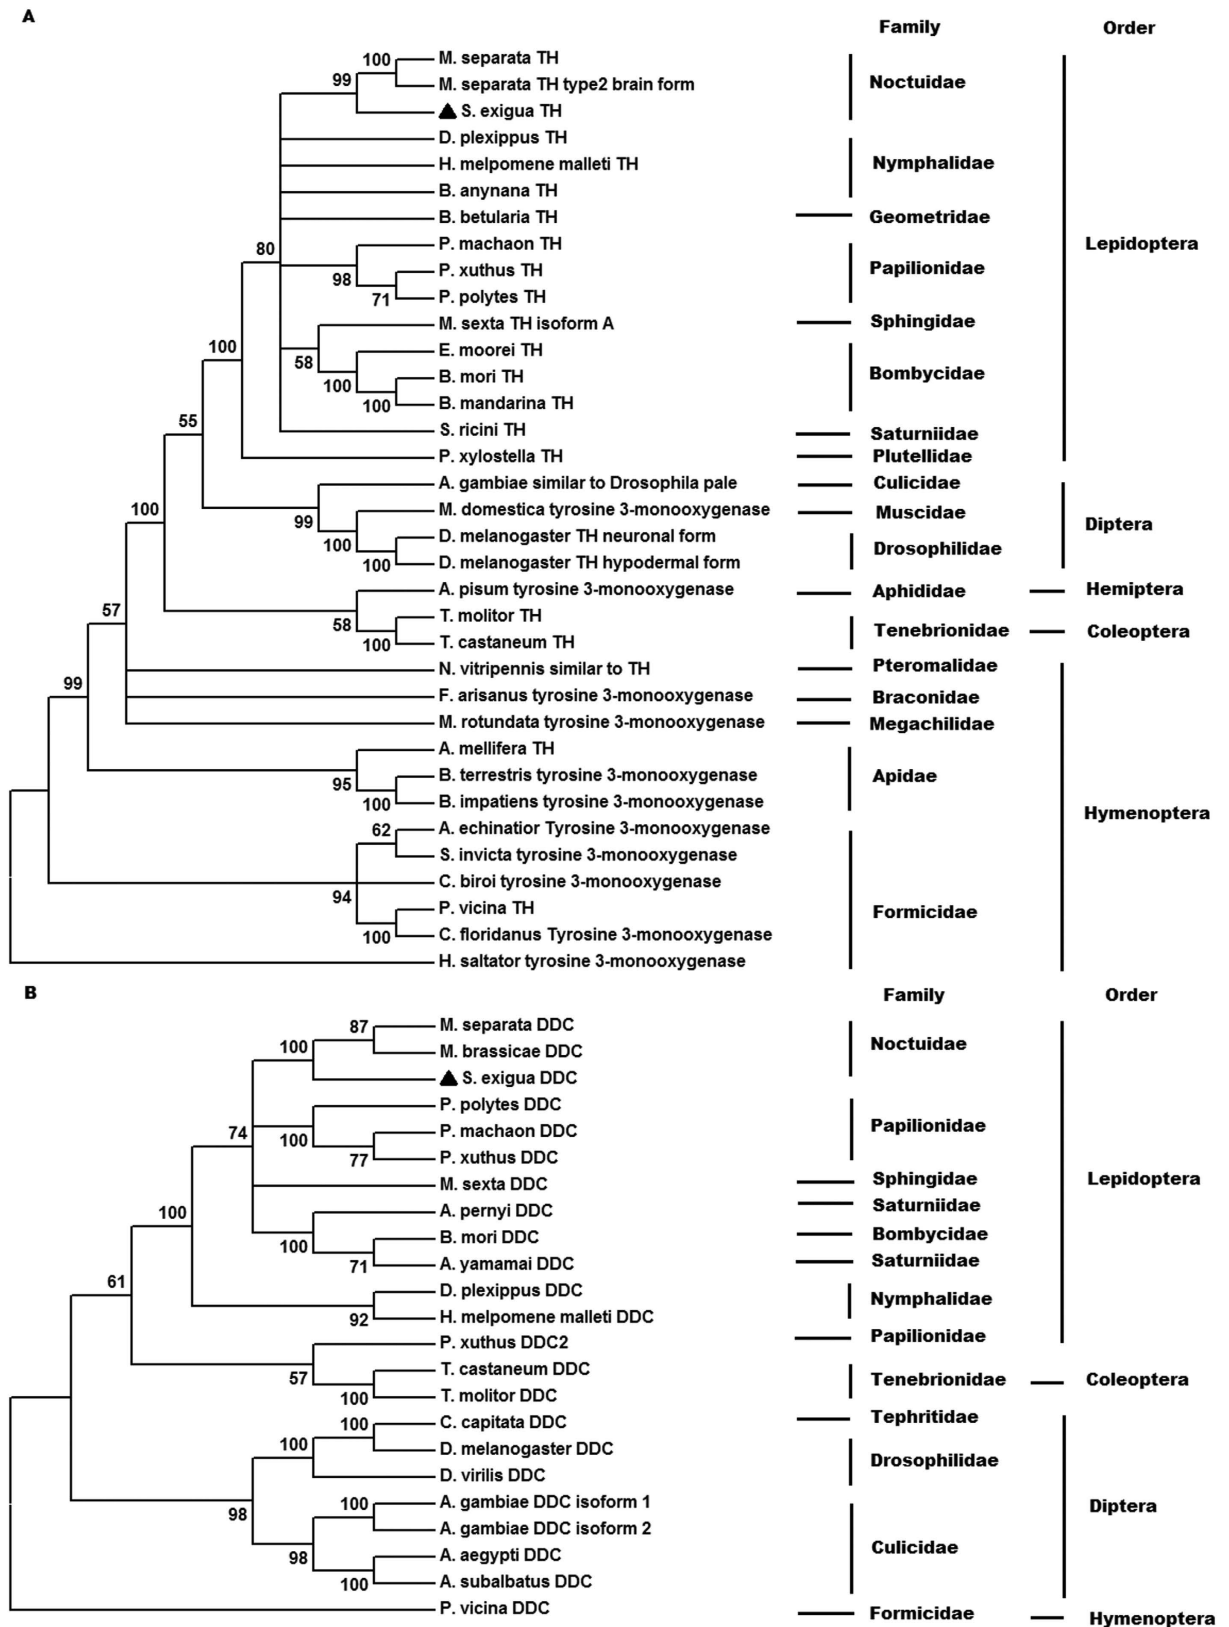 A
Family Order
100 M. separata TH
99 M. separata TH type2 brain form Noctuidae
S. exigua TH
D. plexippus TH
H. melpomene malleti TH Nymphalidae
B. anynana TH
B. betularia TH Geometridae
80 P. machaon TH Lepidoptera
98 P. xuthus TH Papilionidae
71 P. polytes TH
M. sexta TH isoform A Sphingidae
100 58 E. moorei TH
100 B. mori TH Bombycidae
100 B. mandarina TH
55 S. ricini TH Saturniidae
P. xylostella TH Plutellidae
A. gambiae similar to Drosophila pale Culicidae
100 99 M. domestica tyrosine 3-monooxygenase Muscidae
100 D. melanogaster TH neuronal form Diptera
100 D. melanogaster TH hypodermal form Drosophilidae
A. pisum tyrosine 3-monooxygenase Aphididae Hemiptera
57 58 T. molitor TH
100 T. castaneum TH Tenebrionidae Coleoptera
N. vitripennis similar to TH Pteromalidae
99 F. arisanus tyrosine 3-monooxygenase Braconidae
M. rotundata tyrosine 3-monooxygenase Megachilidae
A. mellifera TH
95 B. terrestris tyrosine 3-monooxygenase Apidae
100 B. impatiens tyrosine 3-monooxygenase
62 A. echinatior Tyrosine 3-monooxygenase Hymenoptera
S. invicta tyrosine 3-monooxygenase
94 C. biroi tyrosine 3-monooxygenase
P. vicina TH Formicidae
100 C. floridanus Tyrosine 3-monooxygenase
H. saltator tyrosine 3-monooxygenase
B
Family Order
87 M. separata DDC
100 M. brassicae DDC Noctuidae
S. exigua DDC
P. polytes DDC
74 100 P. machaon DDC Papilionidae
77 P. xuthus DDC
M. sexta DDC Sphingidae Lepidoptera
100 A. pernyi DDC Saturniidae
100 B. mori DDC Bombycidae
71 A. yamamai DDC Saturniidae
61 D. plexippus DDC
92 H. melpomene malleti DDC Nymphalidae
P. xuthus DDC2 Papilionidae
57 T. castaneum DDC
100 T. molitor DDC Tenebrionidae Coleoptera
100 C. capitata DDC Tephritidae
100 D. melanogaster DDC
D. virilis DDC Drosophilidae
98 100 A. gambiae DDC isoform 1 Diptera
A. gambiae DDC isoform 2
98 A. aegypti DDC Culicidae
100 A. subalbatus DDC
P. vicina DDC Formicidae Hymenoptera